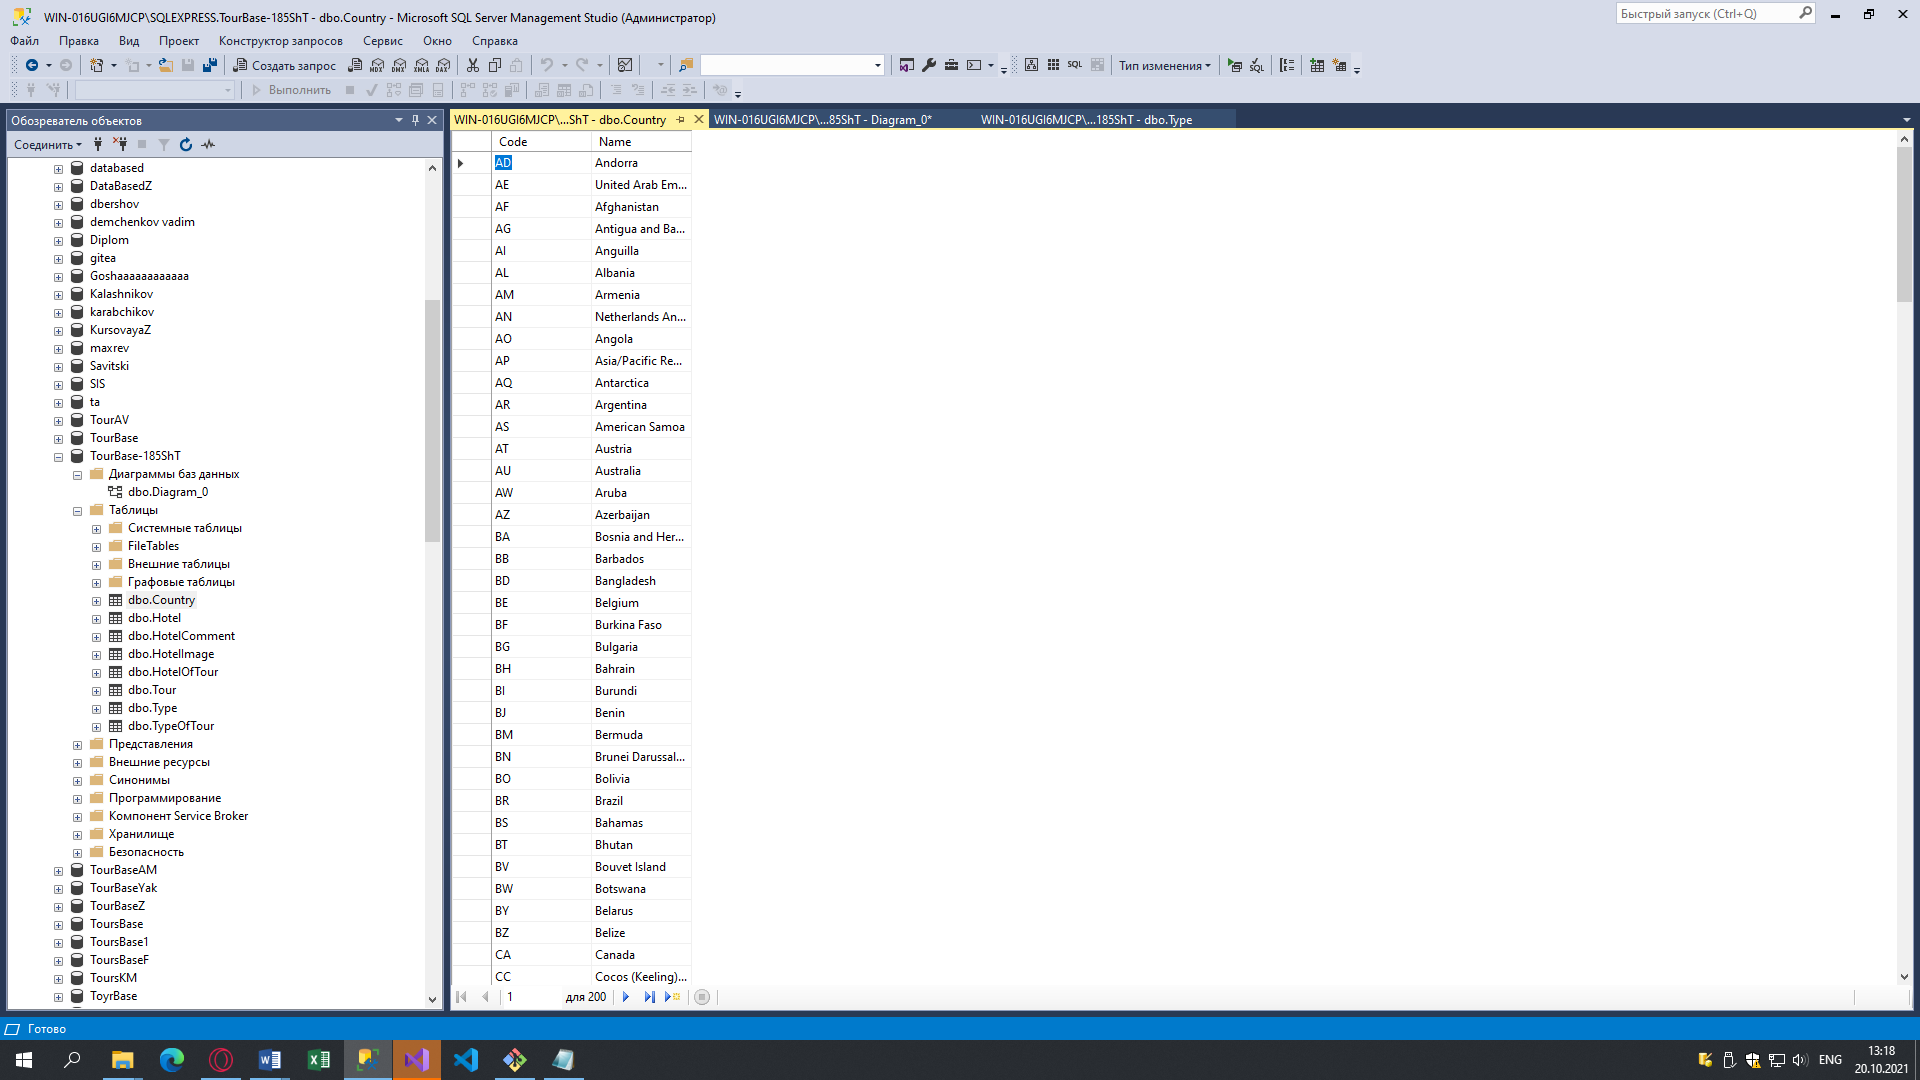 WIN-016UGI6MJCP\SQLEXPRESS.TourBase-185ShT - dbo.Country - Microsoft SQL Server Management Studio (Администратор)
Быстрый запуск (Ctrl+Q)
Файл Правка Вид Проект Конструктор запросов Сервис Окно Справка
Создать запрос MDX DMX XMLA DAX SQL Тип изменения
Выполнить
Обозреватель объектов
Соединить
databased
DataBasedZ
dbershov
demchenkov vadim
Diplom
gitea
Goshaaaaaaaaaaaa
Kalashnikov
karabchikov
KursovayaZ
maxrev
Savitski
SIS
ta
TourAV
TourBase
TourBase-185ShT
Диаграммы баз данных
dbo.Diagram_0
Таблицы
Системные таблицы
FileTables
Внешние таблицы
Графовые таблицы
dbo.Country
dbo.Hotel
dbo.HotelComment
dbo.HotelImage
dbo.HotelOfTour
dbo.Tour
dbo.Type
dbo.TypeOfTour
Представления
Внешние ресурсы
Синонимы
Программирование
Компонент Service Broker
Хранилище
Безопасность
TourBaseAM
TourBaseYak
TourBaseZ
ToursBase
ToursBase1
ToursBaseF
ToursKM
ToyrBase
WIN-016UGI6MJCP\...ShT - dbo.Country WIN-016UGI6MJCP\...85ShT - Diagram_0* WIN-016UGI6MJCP\...185ShT - dbo.Type
Code Name
AD Andorra
AE United Arab Em...
AF Afghanistan
AG Antigua and Ba...
AI Anguilla
AL Albania
AM Armenia
AN Netherlands An...
AO Angola
AP Asia/Pacific Re...
AQ Antarctica
AR Argentina
AS American Samoa
AT Austria
AU Australia
AW Aruba
AZ Azerbaijan
BA Bosnia and Her...
BB Barbados
BD Bangladesh
BE Belgium
BF Burkina Faso
BG Bulgaria
BH Bahrain
BI Burundi
BJ Benin
BM Bermuda
BN Brunei Darussal...
BO Bolivia
BR Brazil
BS Bahamas
BT Bhutan
BV Bouvet Island
BW Botswana
BY Belarus
BZ Belize
CA Canada
CC Cocos (Keeling)...
1 для 200
Готово
ENG
13:18
20.10.2021